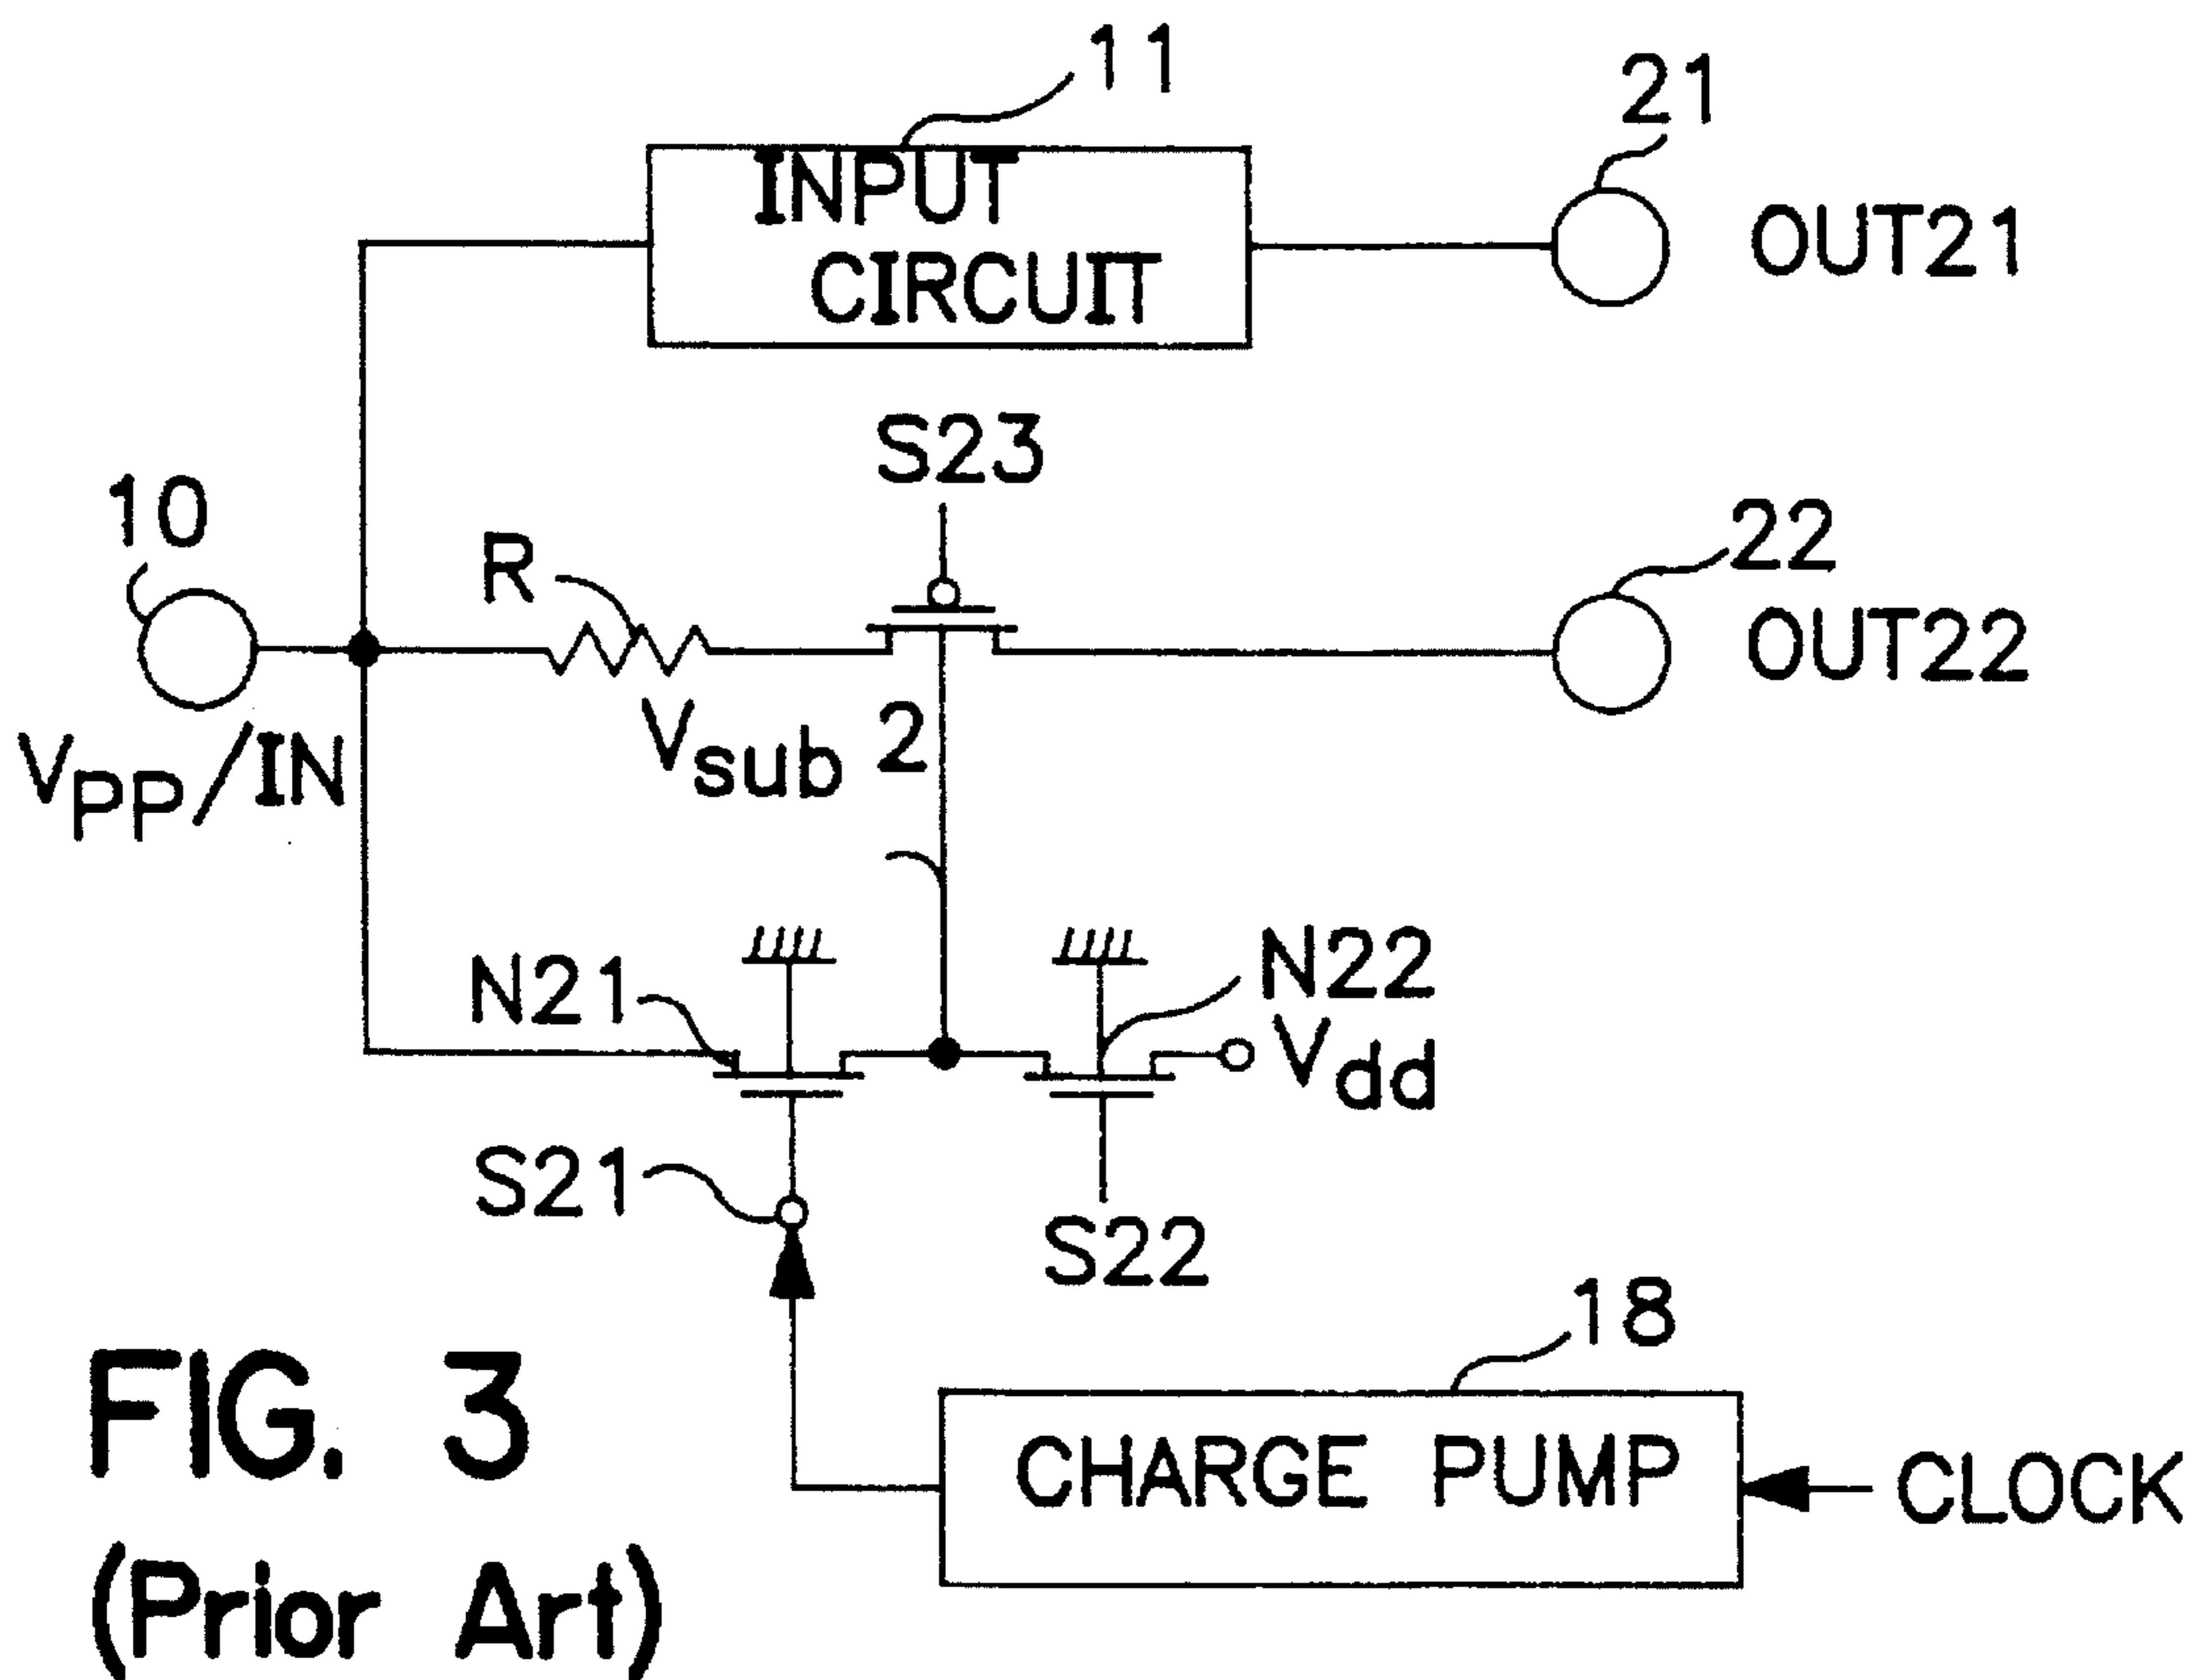 11
21
INPUT
CIRCUIT
OUT21
S23
10
R
22
OUT22
Vsub 2
VPP/IN
N21
N22
Vdd
S21
S22
18
CHARGE PUMP
CLOCK
FIG. 3
(Prior Art)